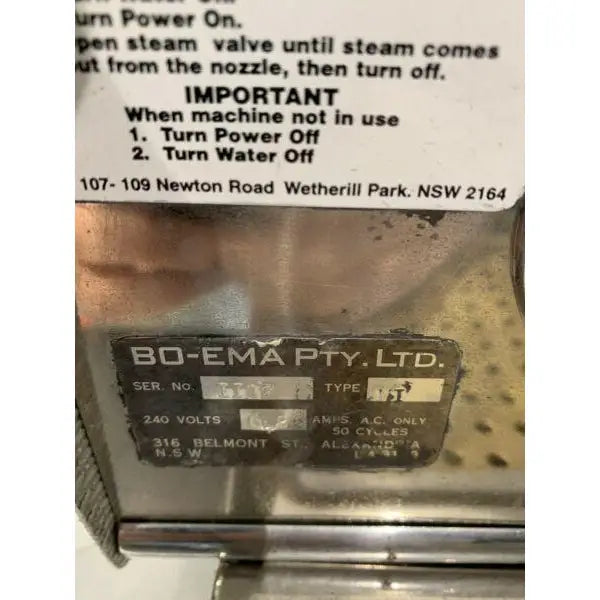 urn Power On.
pen steam valve until steam comes
ut from the nozzle, then turn off.
IMPORTANT
When machine not in use
1. Turn Power Off
2. Turn Water Off
107-109 Newton Road Wetherill Park. NSW 2164
BO-EMA PTY. LTD.
SER. NO. TYPE
240 VOLTS AMPS. A.C. ONLY
50 CYCLES
316 BELMONT ST.,
N.S.W